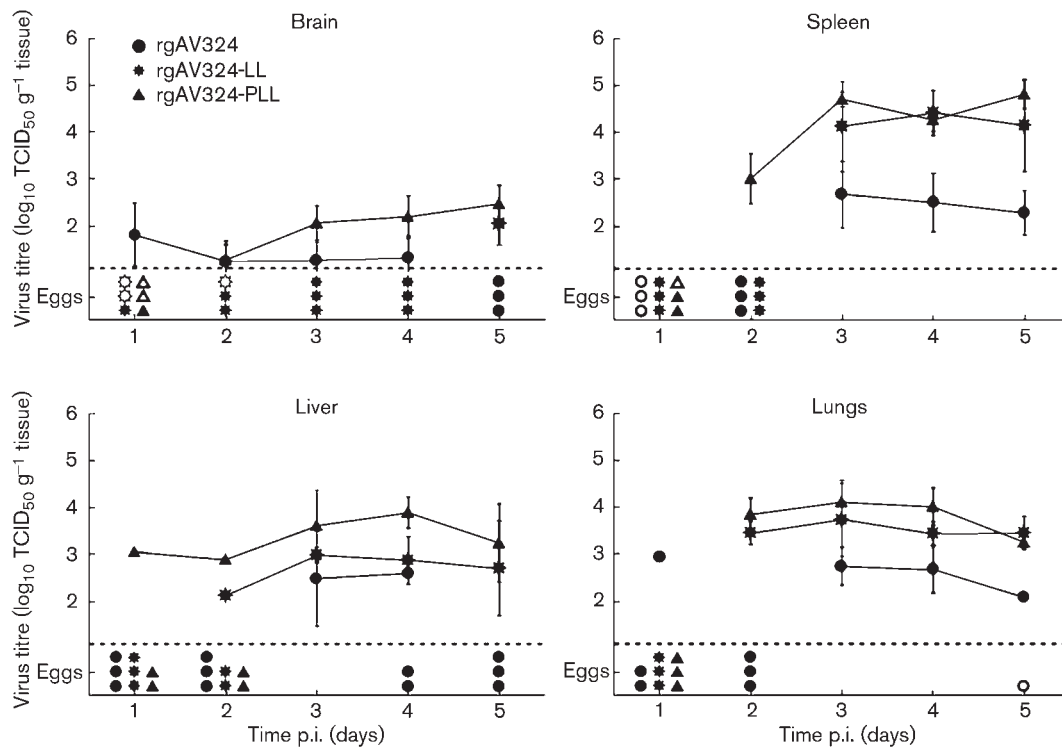 Brain
Spleen
6
5
4
3
2
Eggs
1 2 3 4 5
Virus titre (log10 TCID50 g−1 tissue)
rgAV324
rgAV324-LL
rgAV324-PLL
6
5
4
3
2
Eggs
1 2 3 4 5
Liver
Lungs
6
5
4
3
2
Eggs
1 2 3 4 5
Virus titre (log10 TCID50 g−1 tissue)
Time p.i. (days)
6
5
4
3
2
Eggs
1 2 3 4 5
Time p.i. (days)